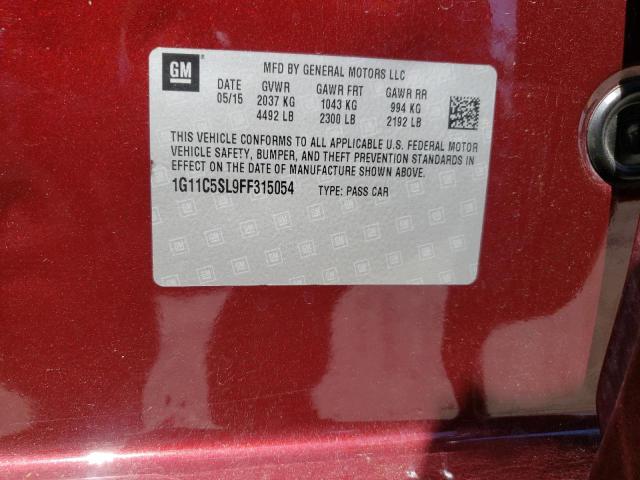 GM
MFD BY GENERAL MOTORS LLC
DATE GVWR GAWR FRT GAWR RR
05/15 2037 KG 1043 KG 994 KG
4492 LB 2300 LB 2192 LB
THIS VEHICLE CONFORMS TO ALL APPLICABLE U.S. FEDERAL MOTOR
VEHICLE SAFETY, BUMPER, AND THEFT PREVENTION STANDARDS IN
EFFECT ON THE DATE OF MANUFACTURE SHOWN ABOVE.
1G11C5SL9FF315054 TYPE: PASS CAR